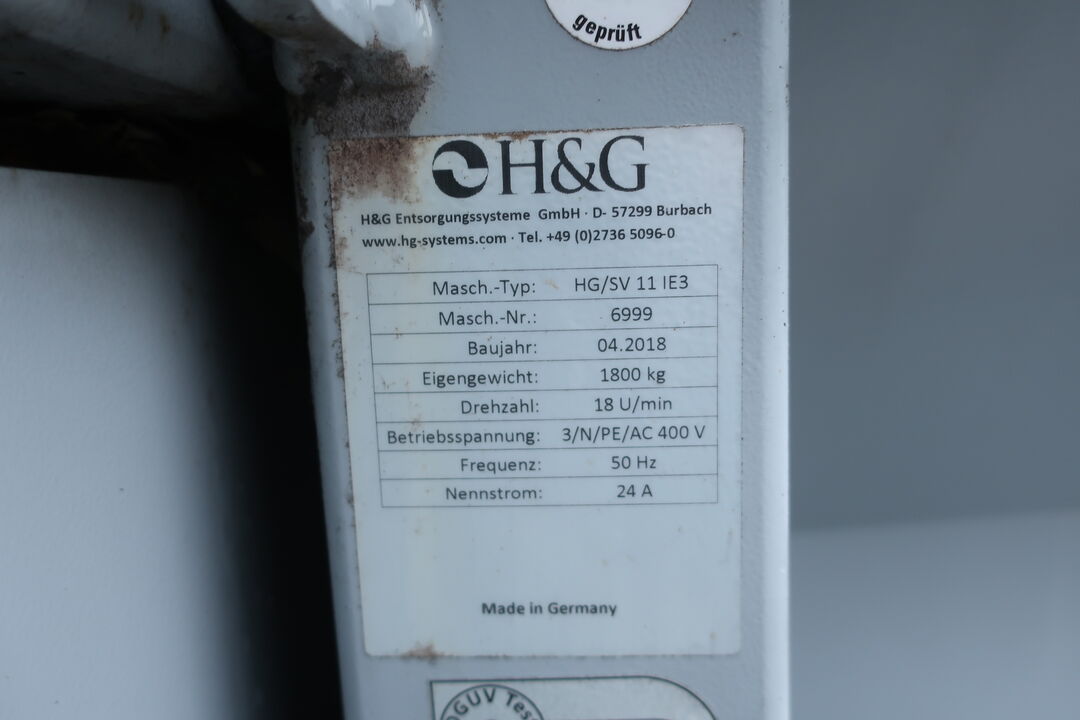 geprüft
H&G
H&G Entsorgungssysteme GmbH · D- 57299 Burbach
www.hg-systems.com · Tel. +49 (0)2736 5096-0
Masch.-Typ: HG/SV 11 IE3
Masch.-Nr.: 6999
Baujahr: 04.2018
Eigengewicht: 1800 kg
Drehzahl: 18 U/min
Betriebsspannung: 3/N/PE/AC 400 V
Frequenz: 50 Hz
Nennstrom: 24 A
Made in Germany
DGUV Test